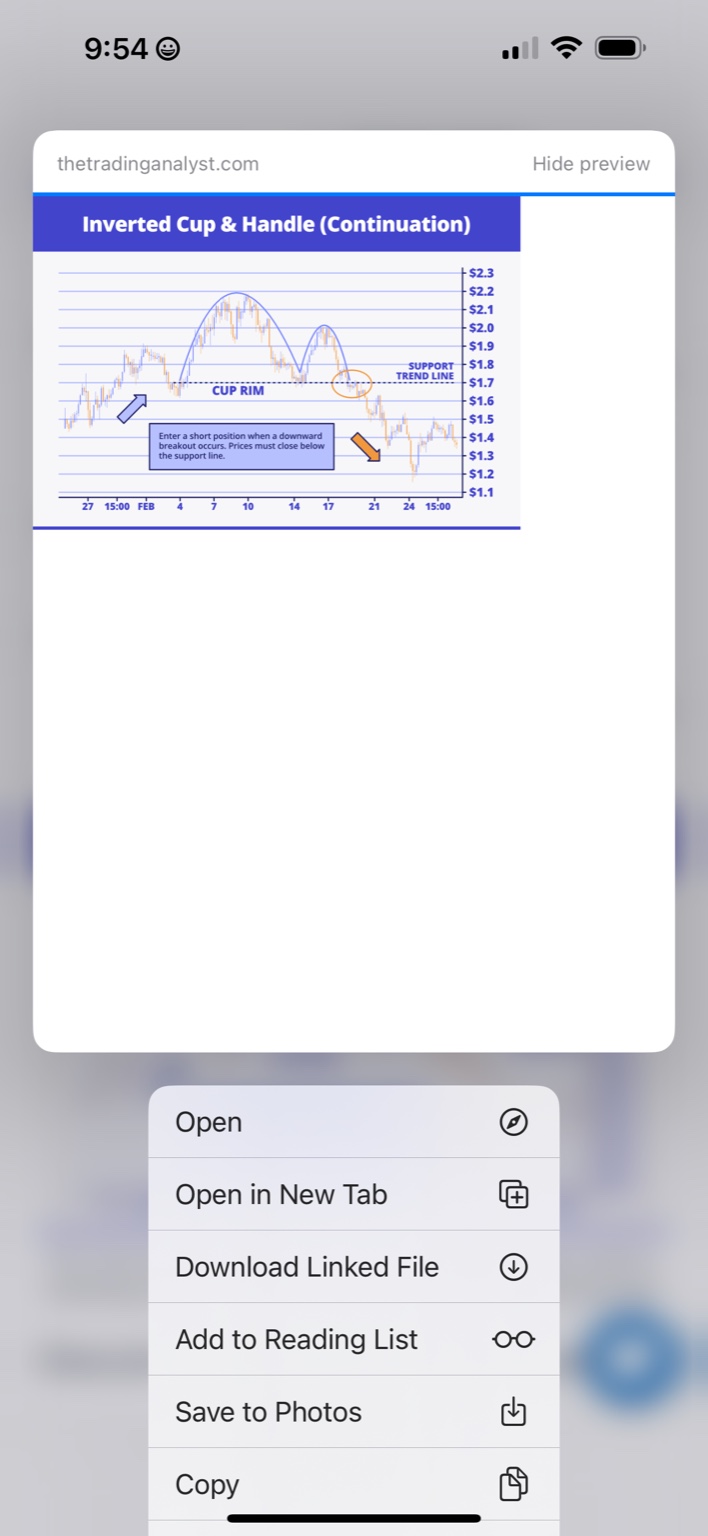 9:54
thetradinganalyst.com Hide preview
Inverted Cup & Handle (Continuation)
$2.3
$2.2
$2.1
$2.0
$1.9
SUPPORT
TREND LINE
$1.8
$1.7
CUP RIM
$1.6
$1.5
Enter a short position when a downward
breakout occurs. Prices must close below
the support line.
$1.4
$1.3
$1.2
$1.1
27 15:00 FEB 4 7 10 14 17 21 24 15:00
Open
Open in New Tab
Download Linked File
Add to Reading List
Save to Photos
Copy